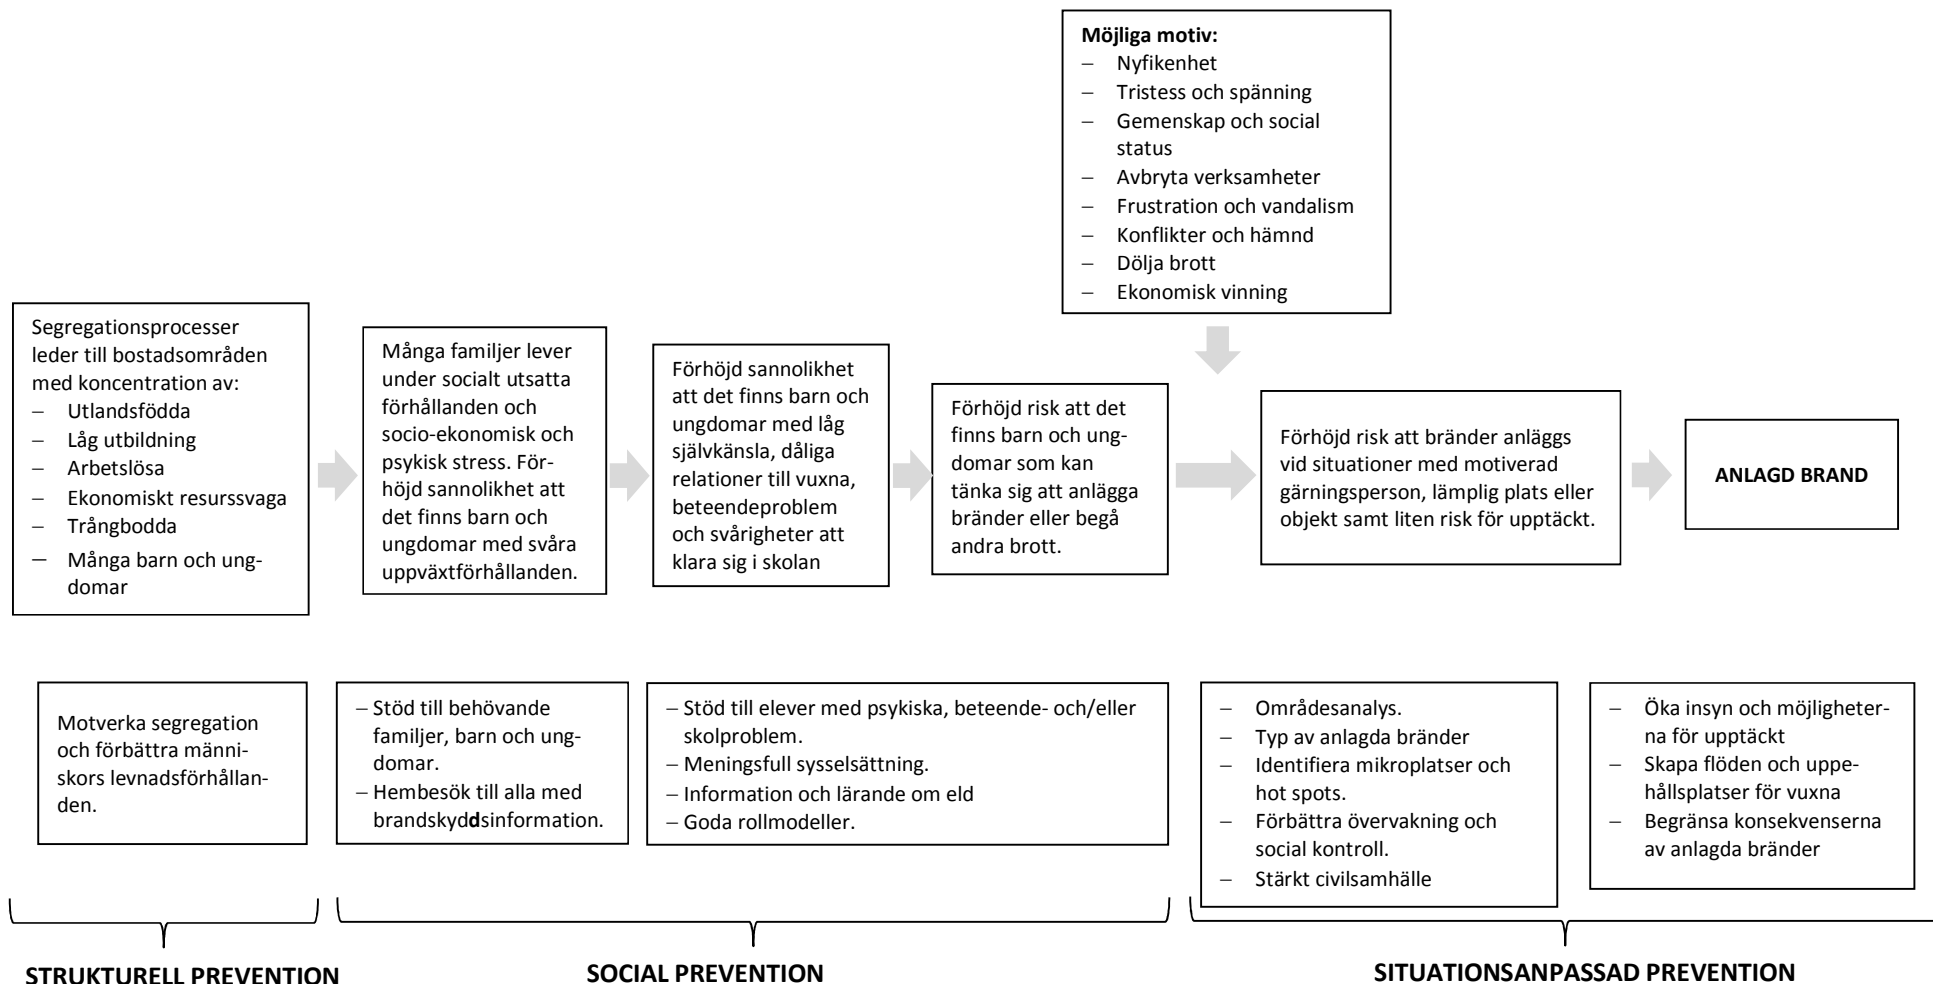 Möjliga motiv:
– Nyfikenhet
– Tristess och spänning
– Gemenskap och social
status
– Avbryta verksamheter
– Frustration och vandalism
– Konflikter och hämnd
– Dölja brott
– Ekonomisk vinning
Segregationsprocesser
leder till bostadsområden
med koncentration av:
– Utlandsfödda
– Låg utbildning
– Arbetslösa
– Ekonomiskt resurssvaga
– Trångbodda
– Många barn och ung-
domar
Många familjer lever
under socialt utsatta
förhållanden och
socio-ekonomisk och
psykisk stress. För-
höjd sannolikhet att
det finns barn och
ungdomar med svåra
uppväxtförhållanden.
Förhöjd sannolikhet
att det finns barn och
ungdomar med låg
självkänsla, dåliga
relationer till vuxna,
beteendeproblem
och svårigheter att
klara sig i skolan
Förhöjd risk att det
finns barn och ung-
domar som kan
tänka sig att anlägga
bränder eller begå
andra brott.
Förhöjd risk att bränder anläggs
vid situationer med motiverad
gärningsperson, lämplig plats eller
objekt samt liten risk för upptäckt.
ANLAGD BRAND
Motverka segregation
och förbättra männi-
skors levnadsförhållan-
den.
– Stöd till behövande
familjer, barn och ung-
domar.
– Hembesök till alla med
brandskyddsinformation.
– Stöd till elever med psykiska, beteende- och/eller
skolproblem.
– Meningsfull sysselsättning.
– Information och lärande om eld
– Goda rollmodeller.
– Områdesanalys.
– Typ av anlagda bränder
– Identifiera mikroplatser och
hot spots.
– Förbättra övervakning och
social kontroll.
– Stärkt civilsamhälle
– Öka insyn och möjligheter-
na för upptäckt
– Skapa flöden och uppe-
hållsplatser för vuxna
– Begränsa konsekvenserna
av anlagda bränder
STRUKTURELL PREVENTION
SOCIAL PREVENTION
SITUATIONSANPASSAD PREVENTION